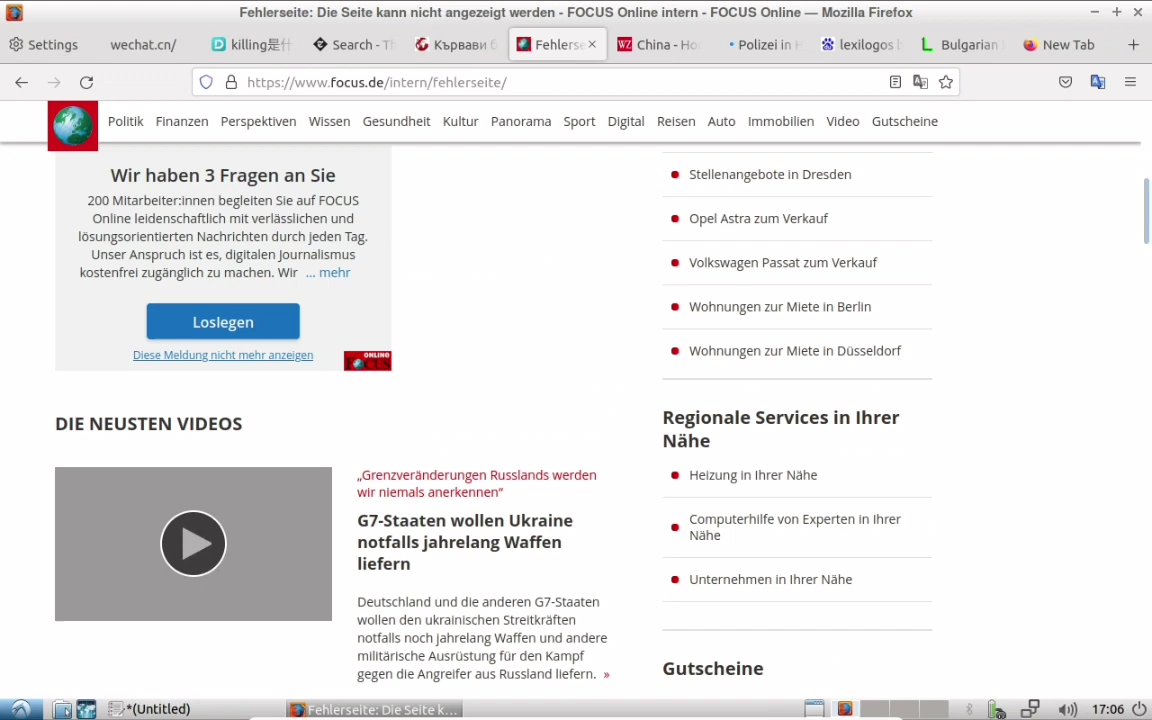 Fehlerseite: Die Seite kann nicht angezeigt werden - FOCUS Online intern - FOCUS Online — Mozilla Firefox
Settings
wechat.cn/
killing是什
Search - Th
Кървави б
Fehlerse
China - Ho
Polizei in H
lexilogos b
Bulgarian
New Tab
https://www.focus.de/intern/fehlerseite/
Politik Finanzen Perspektiven Wissen Gesundheit Kultur Panorama Sport Digital Reisen Auto Immobilien Video Gutscheine
Wir haben 3 Fragen an Sie
200 Mitarbeiter:innen begleiten Sie auf FOCUS
Online leidenschaftlich mit verlässlichen und
lösungsorientierten Nachrichten durch jeden Tag.
Unser Anspruch ist es, digitalen Journalismus
kostenfrei zugänglich zu machen. Wir ... mehr
Loslegen
Diese Meldung nicht mehr anzeigen
ONLINE
FOCUS
DIE NEUSTEN VIDEOS
„Grenzveränderungen Russlands werden
wir niemals anerkennen“
G7-Staaten wollen Ukraine
notfalls jahrelang Waffen
liefern
Deutschland und die anderen G7-Staaten
wollen den ukrainischen Streitkräften
notfalls noch jahrelang Waffen und andere
militärische Ausrüstung für den Kampf
gegen die Angreifer aus Russland liefern. »
Stellenangebote in Dresden
Opel Astra zum Verkauf
Volkswagen Passat zum Verkauf
Wohnungen zur Miete in Berlin
Wohnungen zur Miete in Düsseldorf
Regionale Services in Ihrer
Nähe
Heizung in Ihrer Nähe
Computerhilfe von Experten in Ihrer
Nähe
Unternehmen in Ihrer Nähe
Gutscheine
*(Untitled)
Fehlerseite: Die Seite k...
17:06